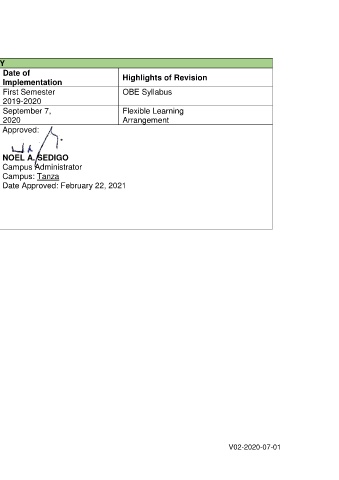 Y
Date of
Implementation
Highlights of Revision
First Semester
2019-2020
OBE Syllabus
September 7,
2020
Flexible Learning
Arrangement
Approved:
NOEL A. SEDIGO
Campus Administrator
Campus: Tanza
Date Approved: February 22, 2021
V02-2020-07-01